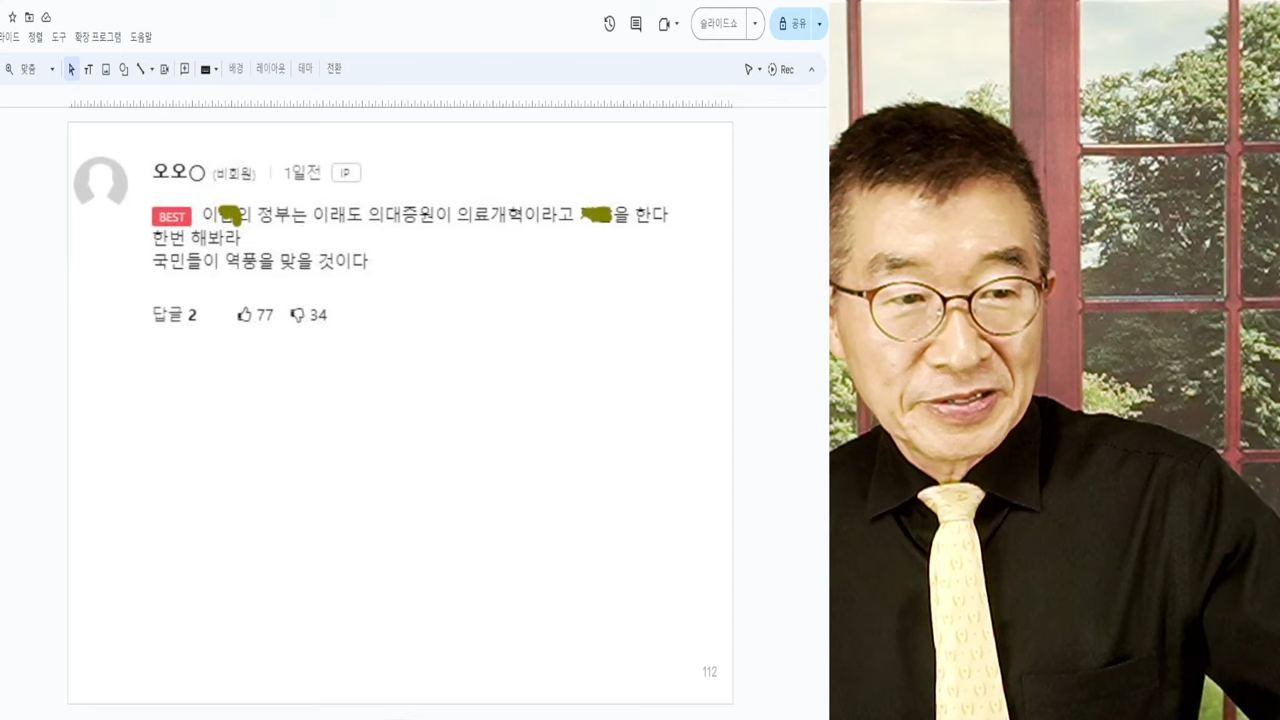 라이드 정렬 도구 확장 프로그램 도움말
슬라이드쇼
공유
맞춤
배경 레이아웃 테마 전환
Rec
오오○ (비회원) 1일전 IP
BEST 정부는 이래도 의대증원이 의료개혁이라고 한다
한번 해봐라
국민들이 역풍을 맞을 것이다
답글 2 77 34
112